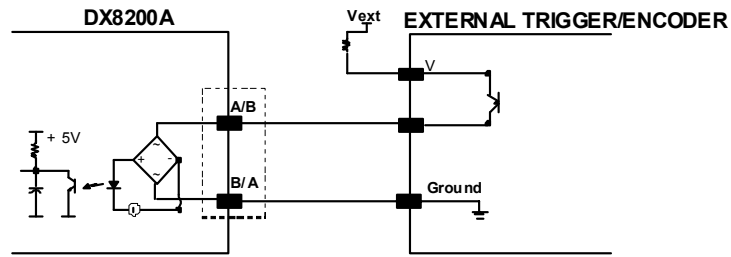 DX8200A
Vext
EXTERNAL TRIGGER/ENCODER
V
A/B
+ 5V
~
+ -
~
B/A
Ground